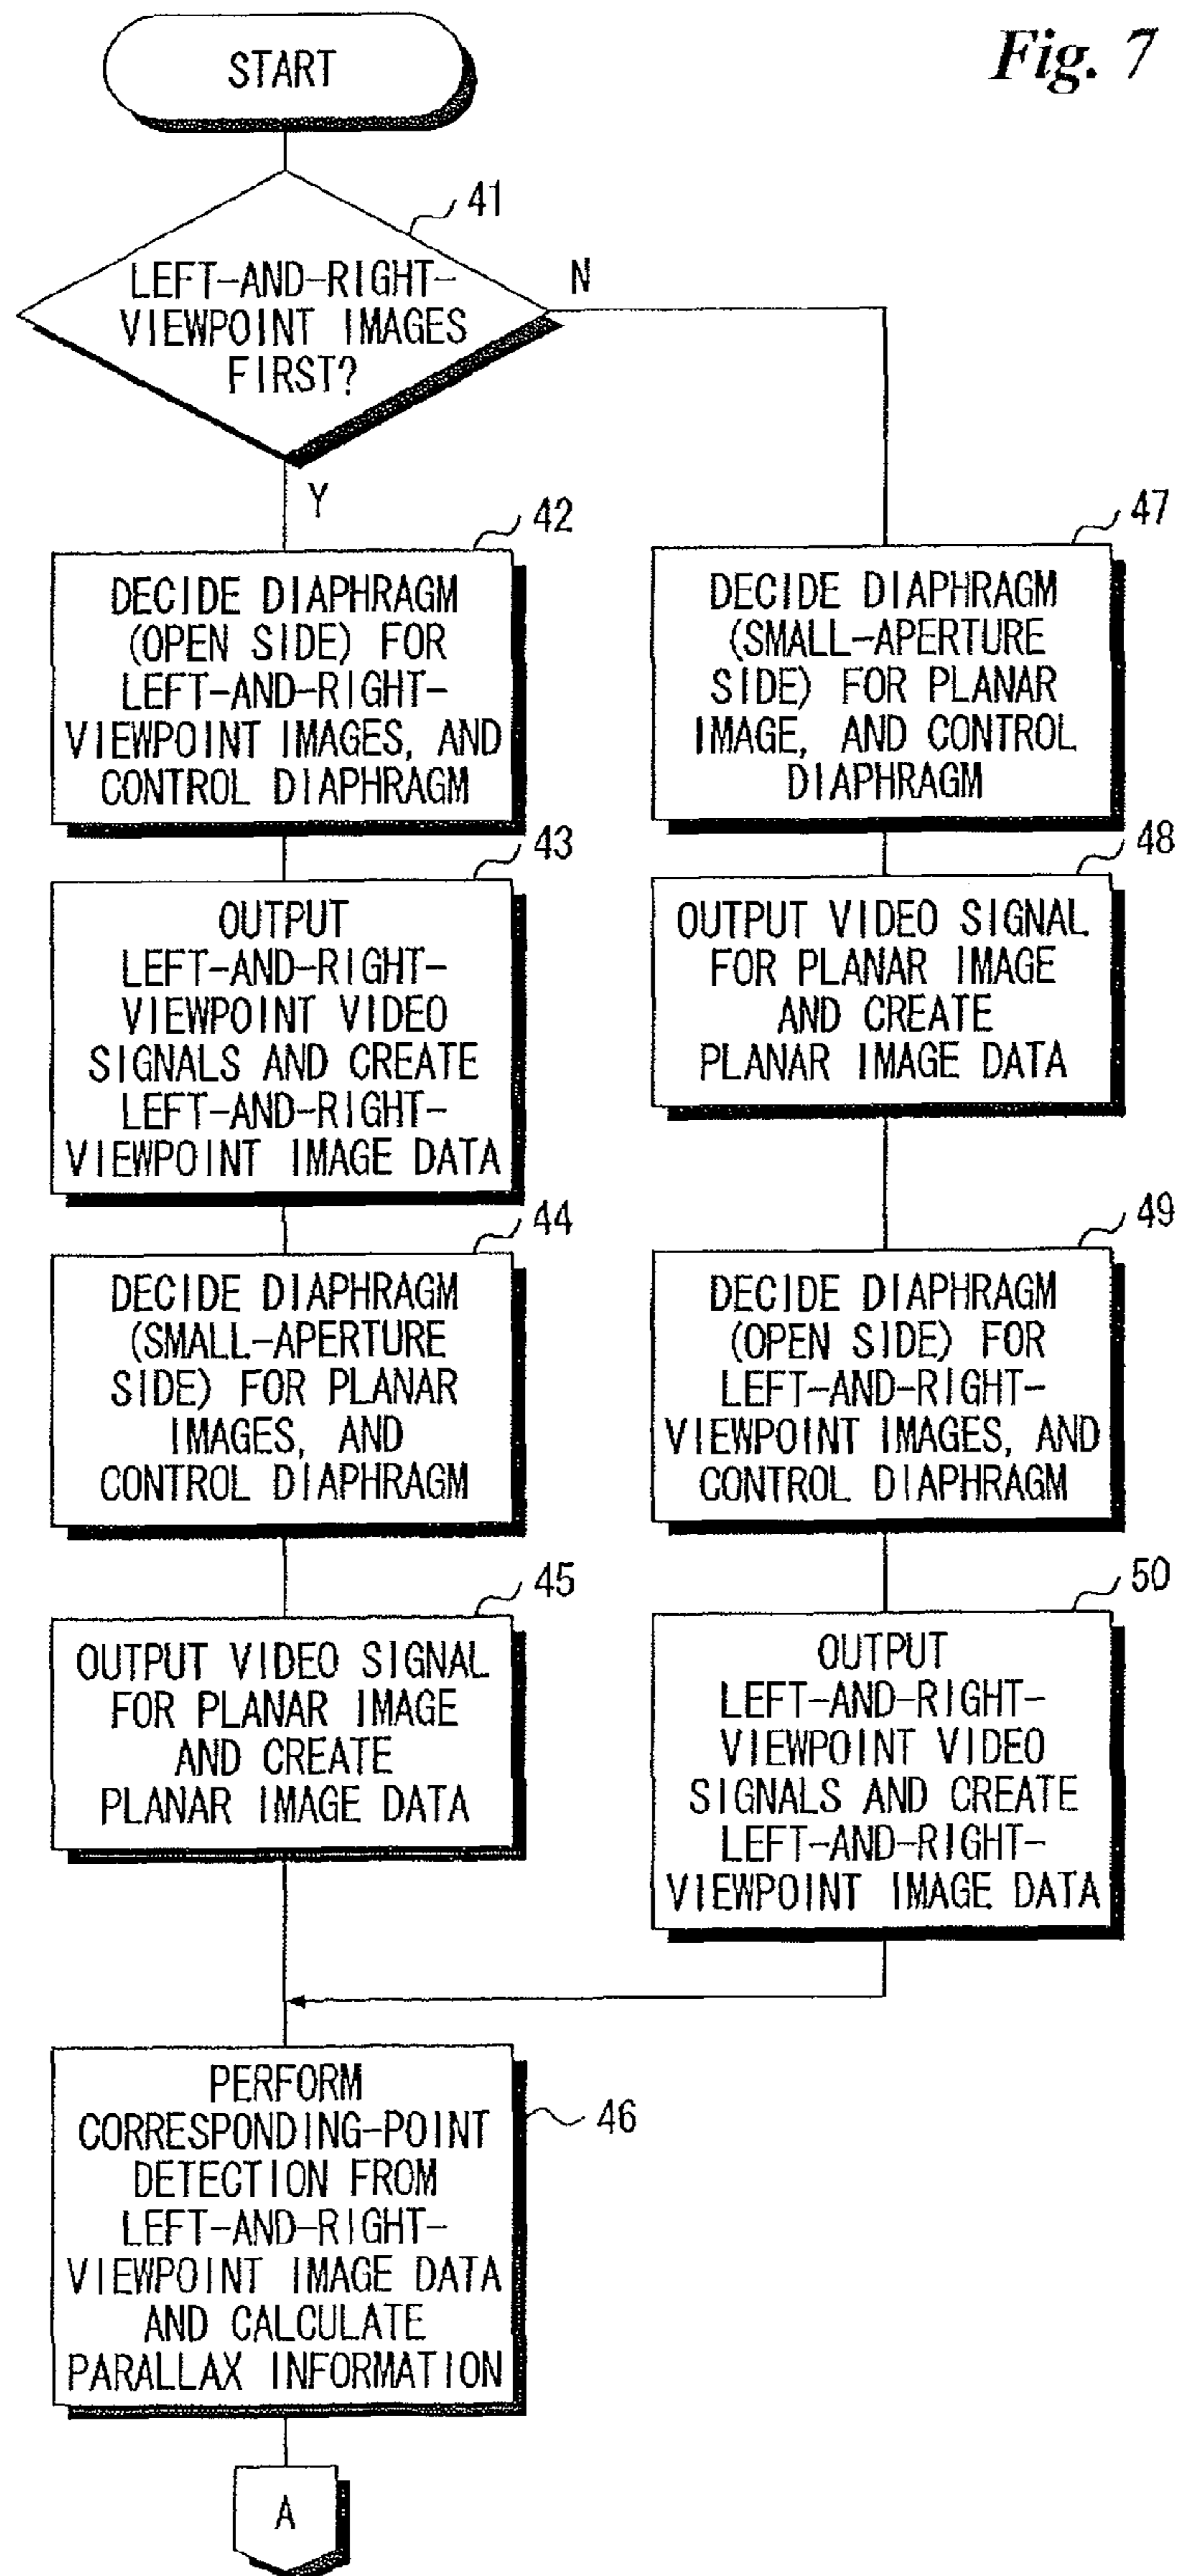 Fig. 7
START
41
LEFT-AND-RIGHT-
VIEWPOINT IMAGES
FIRST?
N
Y
42
DECIDE DIAPHRAGM
(OPEN SIDE) FOR
LEFT-AND-RIGHT-
VIEWPOINT IMAGES, AND
CONTROL DIAPHRAGM
43
OUTPUT
LEFT-AND-RIGHT-
VIEWPOINT VIDEO
SIGNALS AND CREATE
LEFT-AND-RIGHT-
VIEWPOINT IMAGE DATA
44
DECIDE DIAPHRAGM
(SMALL-APERTURE
SIDE) FOR PLANAR
IMAGES, AND
CONTROL DIAPHRAGM
45
OUTPUT VIDEO SIGNAL
FOR PLANAR IMAGE
AND CREATE
PLANAR IMAGE DATA
47
DECIDE DIAPHRAGM
(SMALL-APERTURE
SIDE) FOR PLANAR
IMAGE, AND CONTROL
DIAPHRAGM
48
OUTPUT VIDEO SIGNAL
FOR PLANAR IMAGE
AND CREATE
PLANAR IMAGE DATA
49
DECIDE DIAPHRAGM
(OPEN SIDE) FOR
LEFT-AND-RIGHT-
VIEWPOINT IMAGES, AND
CONTROL DIAPHRAGM
50
OUTPUT
LEFT-AND-RIGHT-
VIEWPOINT VIDEO
SIGNALS AND CREATE
LEFT-AND-RIGHT-
VIEWPOINT IMAGE DATA
46
PERFORM
CORRESPONDING-POINT
DETECTION FROM
LEFT-AND-RIGHT-
VIEWPOINT IMAGE DATA
AND CALCULATE
PARALLAX INFORMATION
A